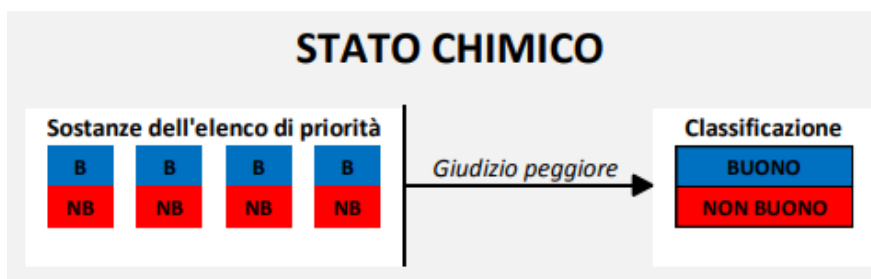 STATO CHIMICO
Sostanze dell'elenco di priorità
B B B B
NB NB NB NB
Giudizio peggiore
Classificazione
BUONO
NON BUONO